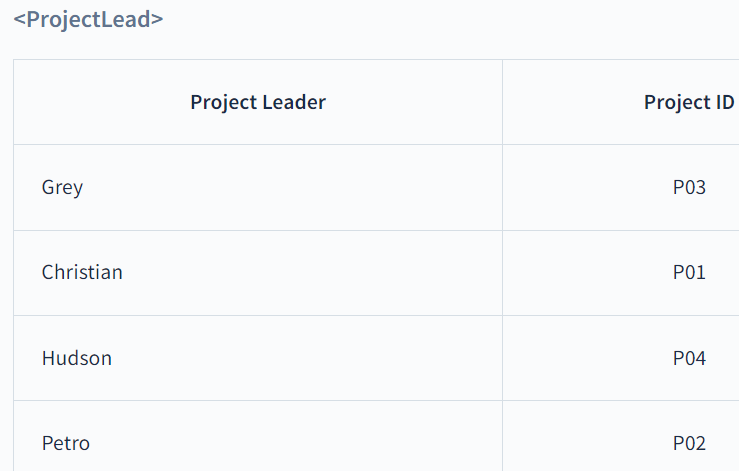 <ProjectLead>
Project Leader Project ID
Grey P03
Christian P01
Hudson P04
Petro P02